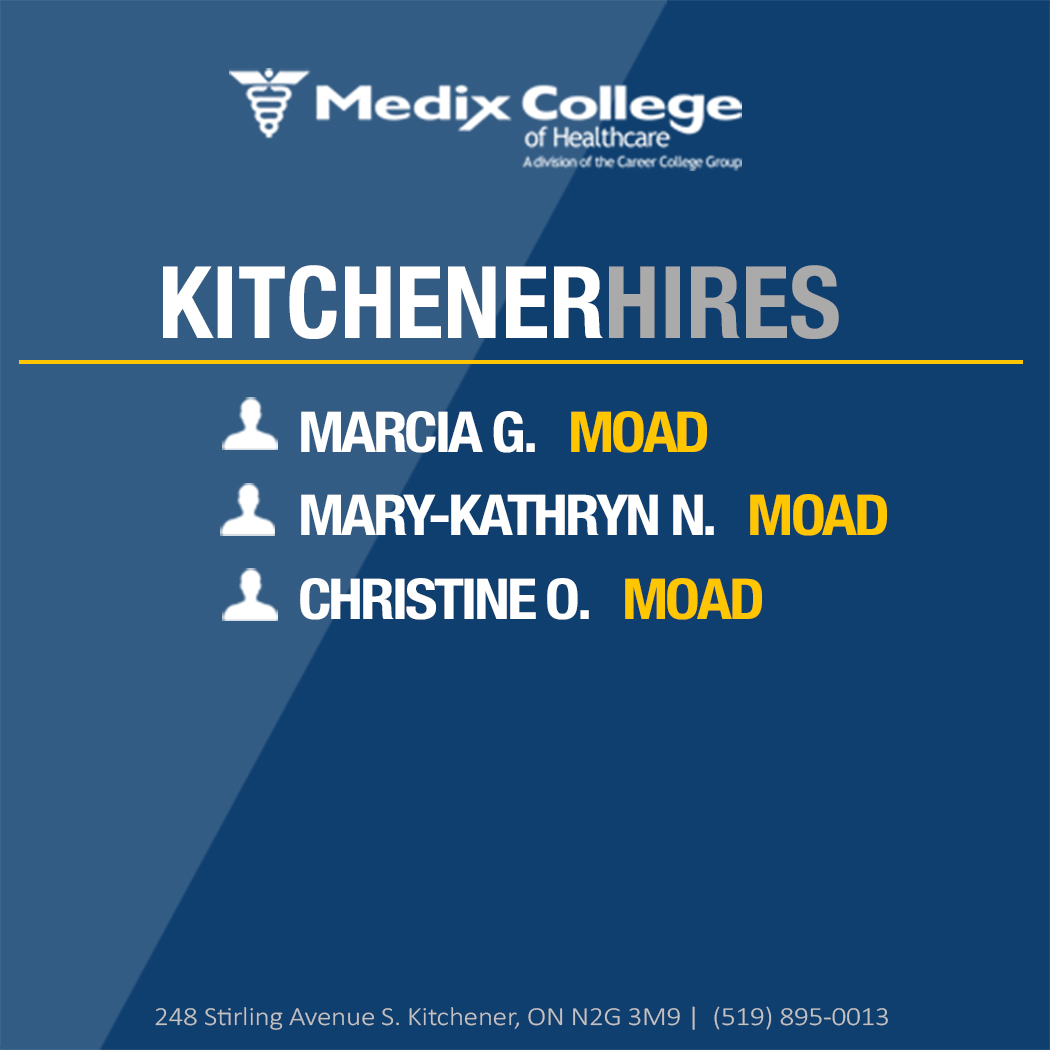 Medix College
of Healthcare
A division of the Career College Group
KITCHENERHIRES
MARCIA G. MOAD
MARY-KATHRYN N. MOAD
CHRISTINE O. MOAD
248 Stirling Avenue S. Kitchener, ON N2G 3M9 | (519) 895-0013